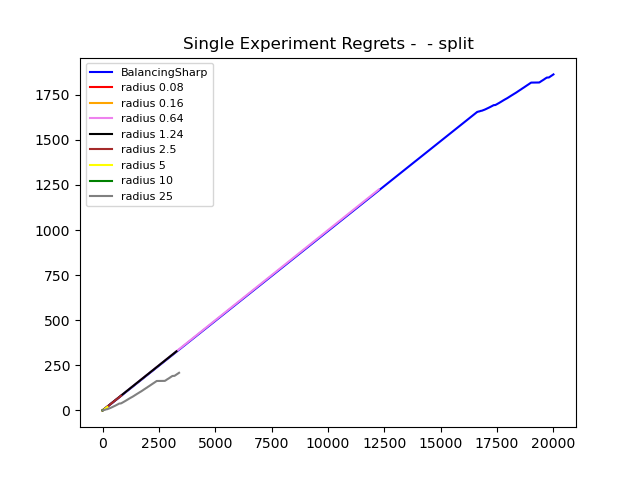 Single Experiment Regrets -  - split
BalancingSharp
radius 0.08
radius 0.16
radius 0.64
radius 1.24
radius 2.5
radius 5
radius 10
radius 25
1750
1500
1250
1000
750
500
250
0
0 2500 5000 7500 10000 12500 15000 17500 20000